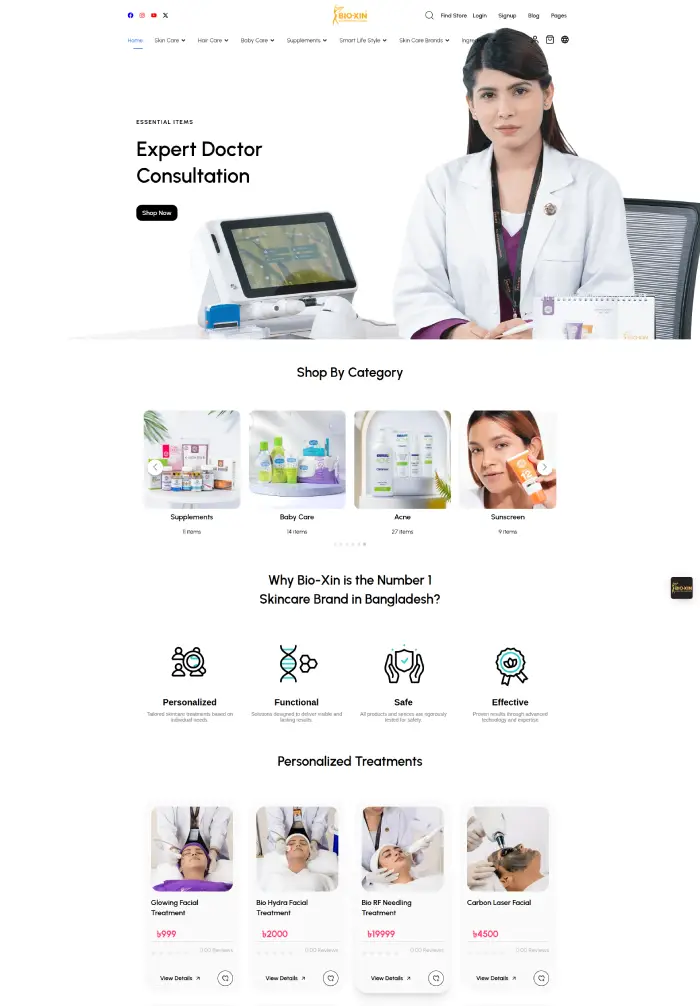 BIO-XIN
Find Store
Login
Signup
Blog
Pages
Home
Skin Care
Hair Care
Baby Care
Supplements
Smart Life Style
Skin Care Brands
ESSENTIAL ITEMS
Expert Doctor
Consultation
Shop Now
Shop By Category
Supplements
Baby Care
Acne
Sunscreen
11 items
14 items
27 items
9 items
Why Bio-Xin is the Number 1
Skincare Brand in Bangladesh?
BIO-XIN
Personalized
Functional
Safe
Effective
Tailored skincare treatments based on
individual needs.
Solutions designed to deliver visible and
lasting results.
All products and services are rigorously
tested for safety.
Proven results through advanced
technology and expertise.
Personalized Treatments
Glowing Facial
Treatment
Bio Hydra Facial
Treatment
Bio RF Needling
Treatment
Carbon Laser Facial
৳999
৳2000
৳19999
৳4500
0.00 Reviews
0.00 Reviews
0.00 Reviews
0.00 Reviews
View Details
View Details
View Details
View Details